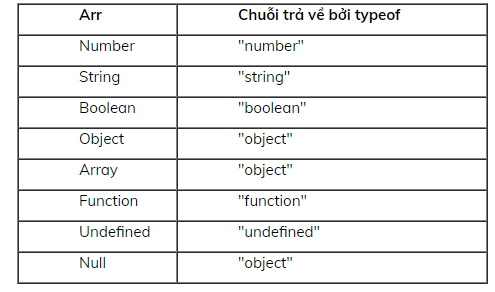 Arr Chuỗi trả về bởi typeof
Number "number"
String "string"
Boolean "boolean"
Object "object"
Array "object"
Function "function"
Undefined "undefined"
Null "object"